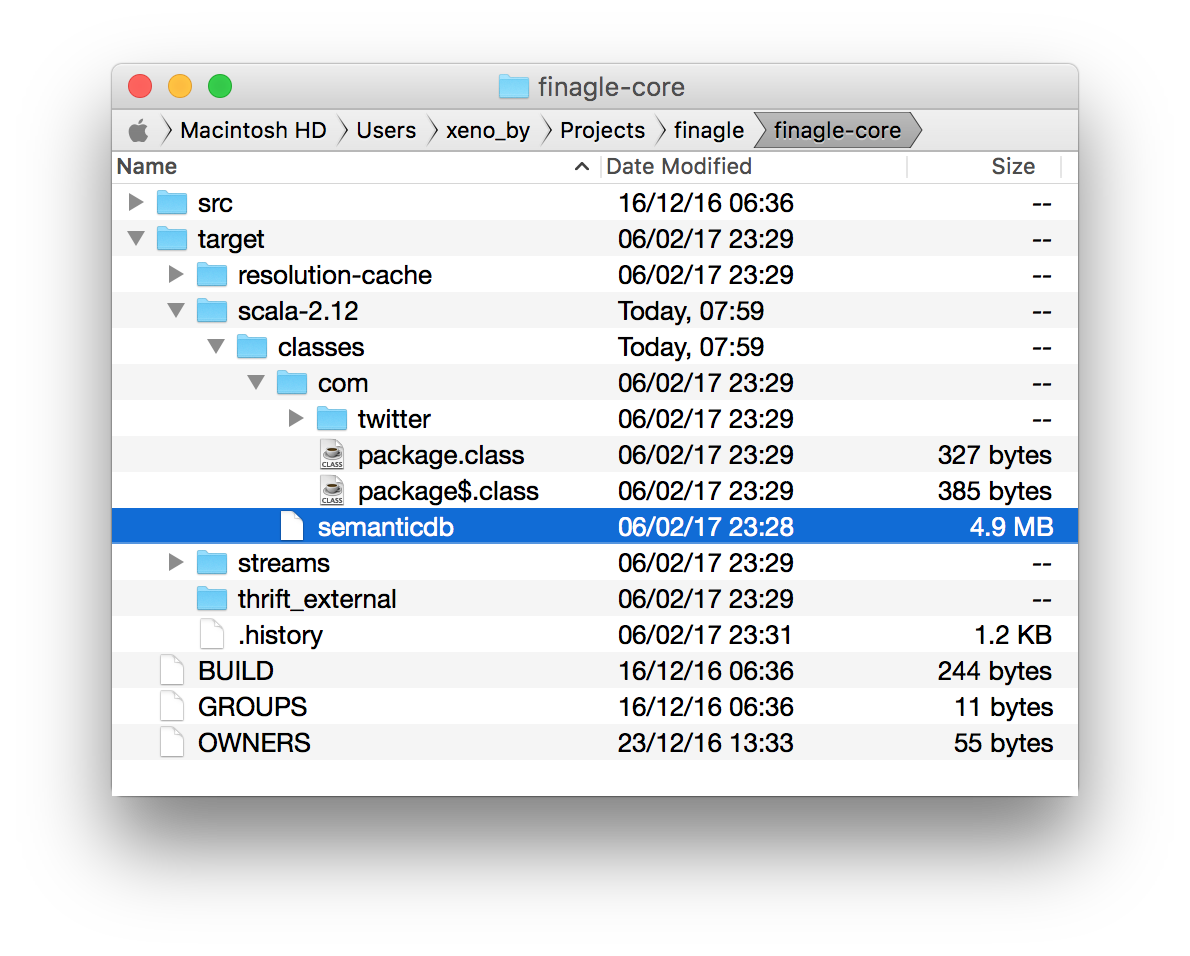 finagle-core
Macintosh HD Users xeno_by Projects finagle finagle-core
Name Date Modified Size
src 16/12/16 06:36 --
target 06/02/17 23:29 --
resolution-cache 06/02/17 23:29 --
scala-2.12 Today, 07:59 --
classes Today, 07:59 --
com 06/02/17 23:29 --
twitter 06/02/17 23:29 --
CLASS package.class 06/02/17 23:29 327 bytes
CLASS package$.class 06/02/17 23:29 385 bytes
semanticdb 06/02/17 23:28 4.9 MB
streams 06/02/17 23:29 --
thrift_external 06/02/17 23:29 --
.history 06/02/17 23:31 1.2 KB
BUILD 16/12/16 06:36 244 bytes
GROUPS 16/12/16 06:36 11 bytes
OWNERS 23/12/16 13:33 55 bytes